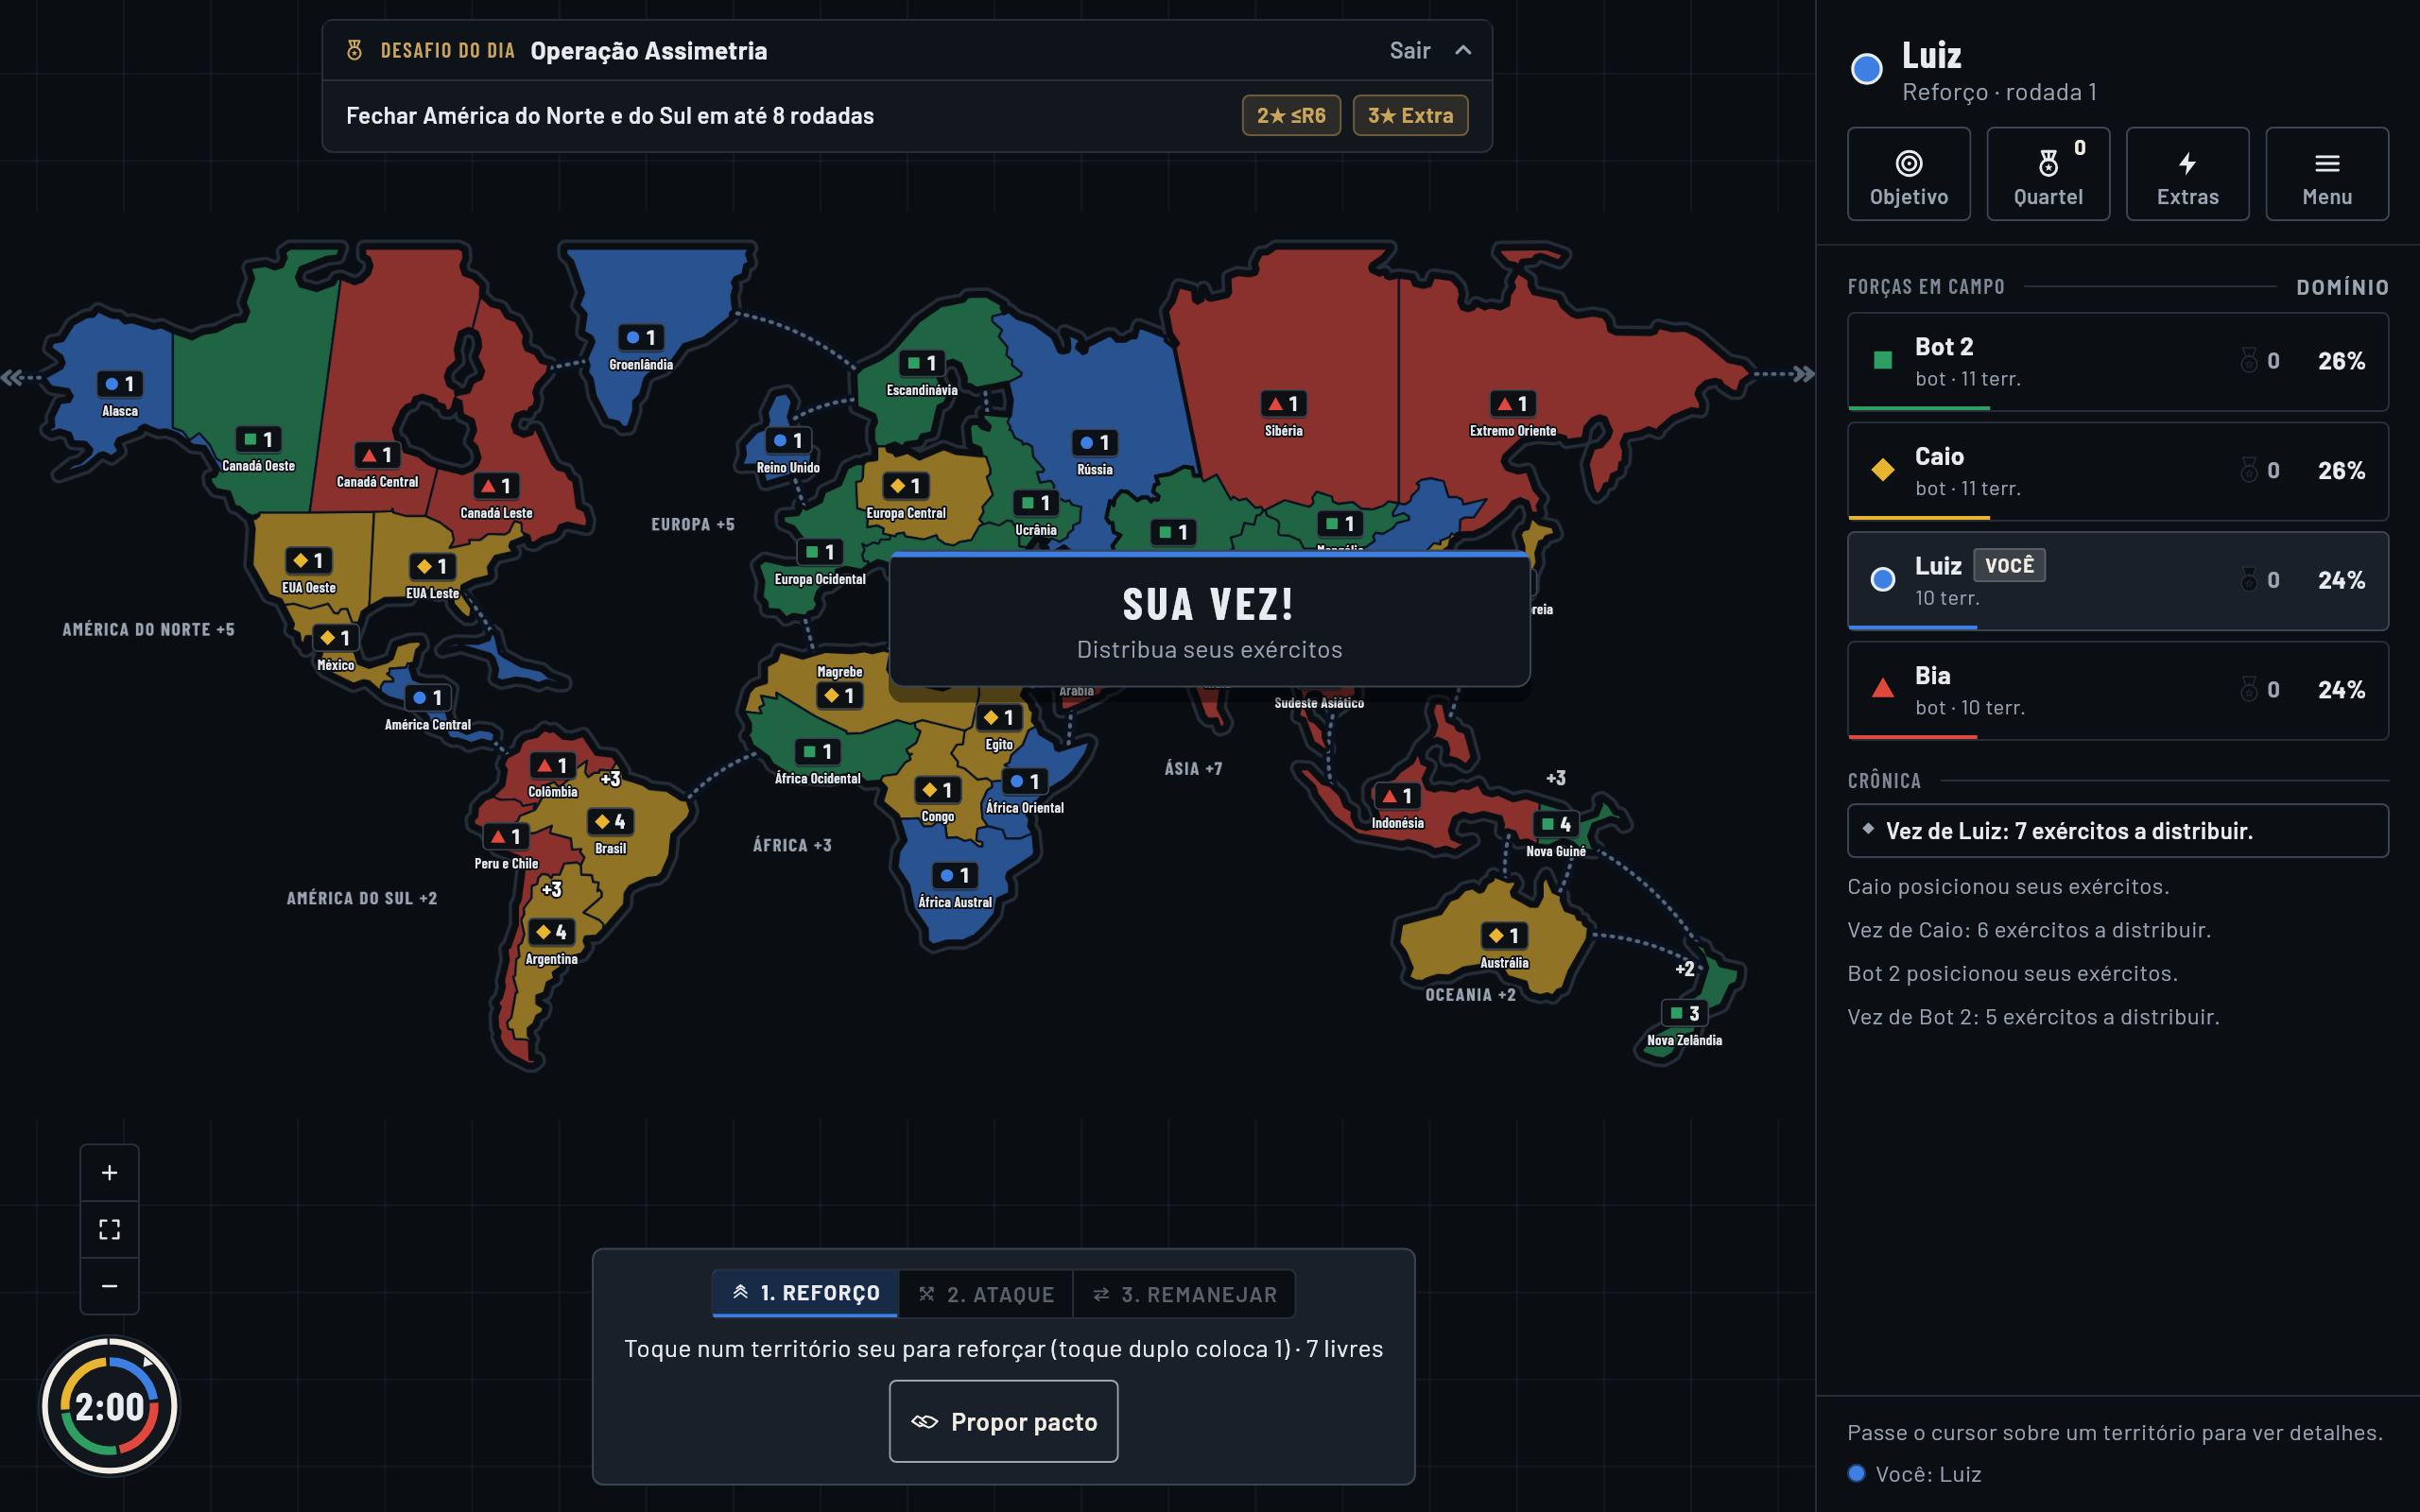 DESAFIO DO DIA Operação Assimetria Sair
Fechar América do Norte e do Sul em até 8 rodadas 2★ ≤R6 3★ Extra
Luiz
Reforço · rodada 1
Objetivo
0
Quartel
Extras
Menu
FORÇAS EM CAMPO DOMÍNIO
Bot 2
bot · 11 terr.
0 26%
Caio
bot · 11 terr.
0 26%
Luiz VOCÊ
10 terr.
0 24%
Bia
bot · 10 terr.
0 24%
CRÔNICA
Vez de Luiz: 7 exércitos a distribuir.
Caio posicionou seus exércitos.
Vez de Caio: 6 exércitos a distribuir.
Bot 2 posicionou seus exércitos.
Vez de Bot 2: 5 exércitos a distribuir.
Passe o cursor sobre um território para ver detalhes.
Você: Luiz
1
Alasca
1
Canadá Oeste
1
Canadá Central
1
Canadá Leste
1
Groenlândia
1
EUA Oeste
1
EUA Leste
1
México
1
América Central
AMÉRICA DO NORTE +5
1
Colômbia
+3
4
Brasil
1
Peru e Chile
+3
4
Argentina
AMÉRICA DO SUL +2
1
Escandinávia
1
Reino Unido
1
Europa Central
1
Ucrânia
1
Rússia
1
Europa Ocidental
EUROPA +5
1
Sibéria
1
Extremo Oriente
1
1
SUA VEZ!
Distribua seus exércitos
Arábia
Sudeste Asiático
ÁSIA +7
Magrebe
1
1
África Ocidental
1
Egito
1
Congo
1
África Oriental
1
África Austral
ÁFRICA +3
1
Indonésia
+3
4
Nova Guiné
1
Austrália
OCEANIA +2
+2
3
Nova Zelândia
+
−
2:00
1. REFORÇO
2. ATAQUE
3. REMANEJAR
Toque num território seu para reforçar (toque duplo coloca 1) · 7 livres
Propor pacto